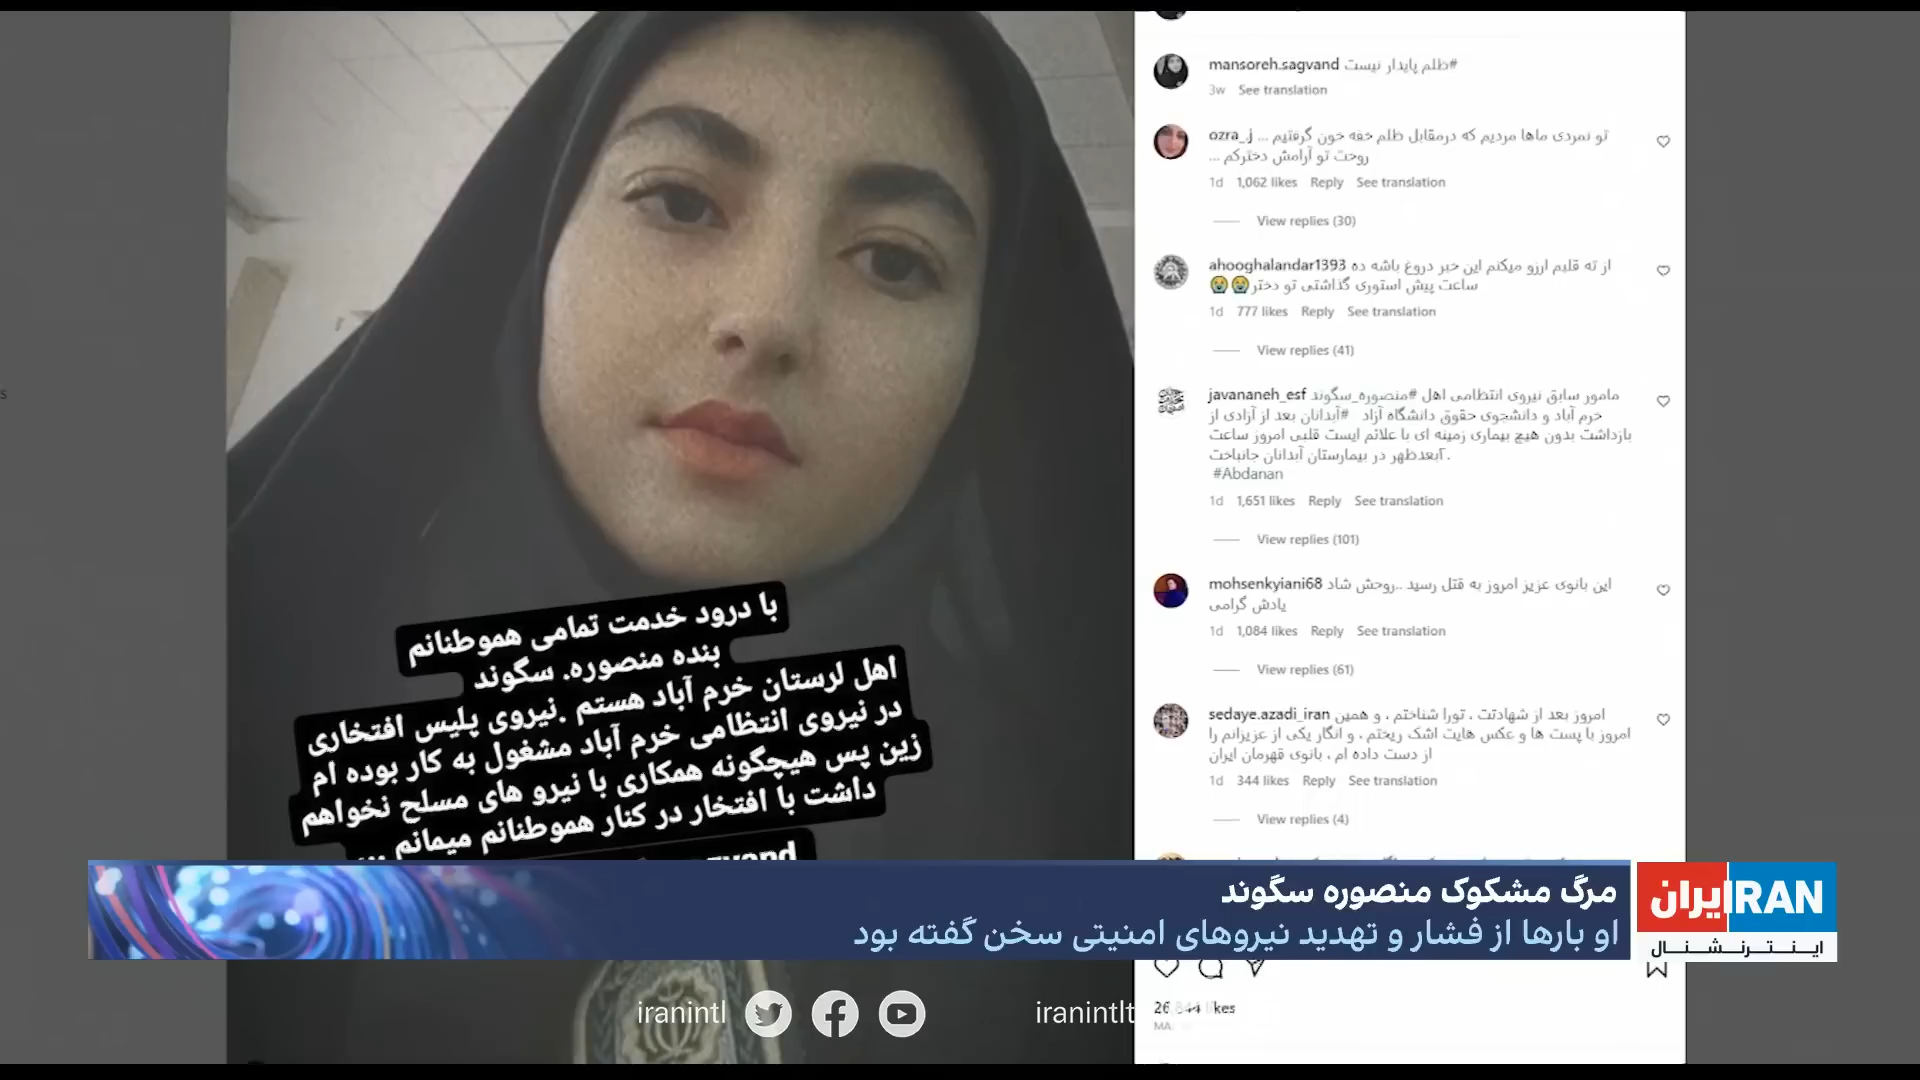 mansoreh.sagvand #ظلم پایدار نیست
3w See translation
ozra_.j تو نمردی ماها مردیم که درمقابل ظلم خفه خون گرفتیم ...
روحت تو آرامش دخترکم ...
1d 1,062 likes Reply See translation
View replies (30)
ahooghalandar1393 از ته قلبم ارزو میکنم این خبر دروغ باشه ده
ساعت پیش استوری گذاشتی تو دختر😭😭
1d 777 likes Reply See translation
View replies (41)
javananeh_esf مامور سابق نیروی انتظامی اهل #منصوره_سگوند
خرم آباد و دانشجوی حقوق دانشگاه آزاد #آبدانان بعد از آزادی از
بازداشت بدون هیچ بیماری زمینه ای با علائم ایست قلبی امروز ساعت
۲بعدظهر در بیمارستان آبدانان جانباخت.
#Abdanan
1d 1,651 likes Reply See translation
View replies (101)
mohsenkyiani68 این بانوی عزیز امروز به قتل رسید ..روحش شاد
یادش گرامی
1d 1,084 likes Reply See translation
View replies (61)
sedaye.azadi_iran امروز بعد از شهادتت ، تورا شناختم ، و همین
امروز با پست ها و عکس هایت اشک ریختم ، و انگار یکی از عزیزانم را
از دست داده ام ، بانوی قهرمان ایران
1d 344 likes Reply See translation
View replies (4)
با درود خدمت تمامی هموطنانم
بنده منصوره. سگوند
اهل لرستان خرم آباد هستم .نیروی پلیس افتخاری
در نیروی انتظامی خرم آباد مشغول به کار بوده ام
زین پس هیچگونه همکاری با نیرو های مسلح نخواهم
داشت با افتخار در کنار هموطنانم میمانم ...
مرگ مشکوک منصوره سگوند
او بارها از فشار و تهدید نیروهای امنیتی سخن گفته بود
ایران IRAN
اینترنشنال
26,844 likes
iranintl
iranintlt